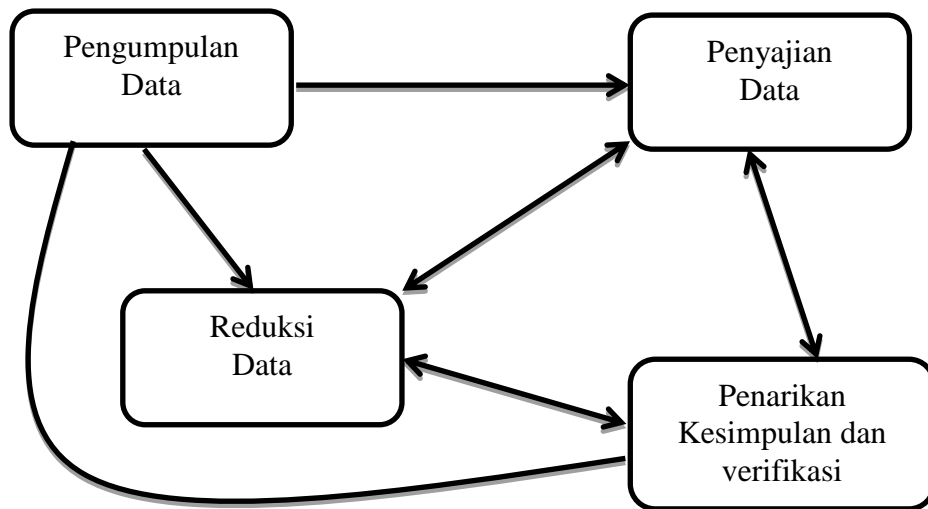 Pengumpulan
Data
Penyajian
Data
Reduksi
Data
Penarikan
Kesimpulan dan
verifikasi